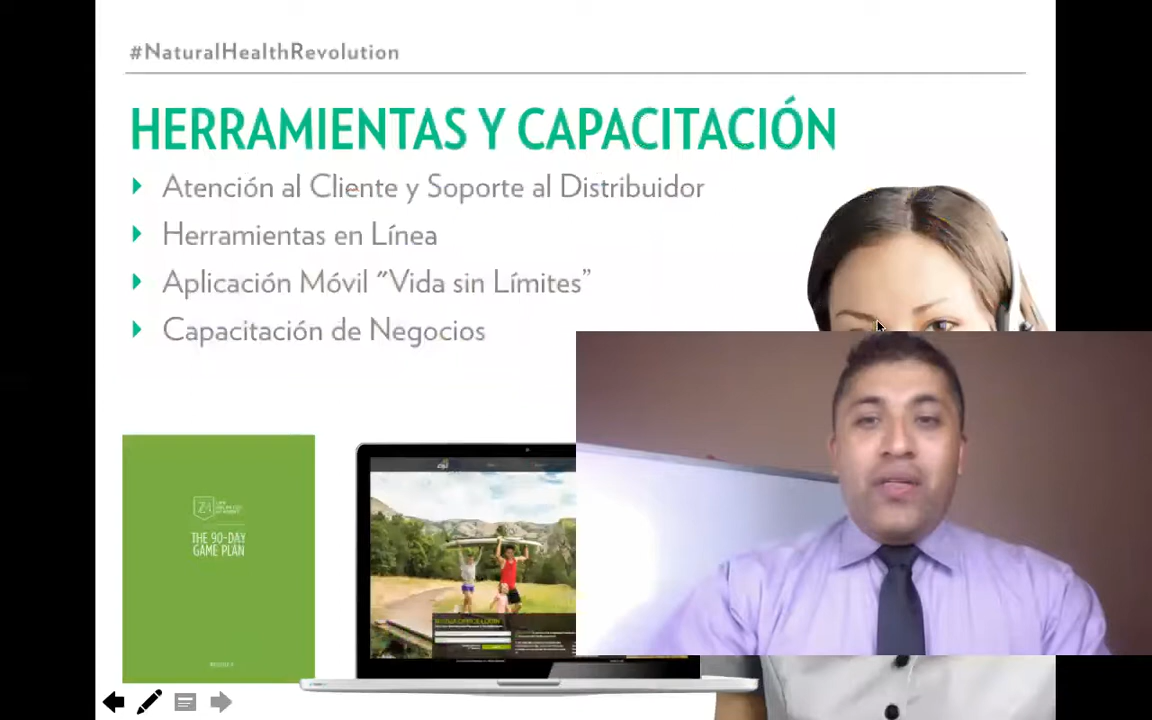 #NaturalHealthRevolution
HERRAMIENTAS Y CAPACITACIÓN
Atención al Cliente y Soporte al Distribuidor
Herramientas en Línea
Aplicación Móvil "Vida sin Límites"
Capacitación de Negocios
THE 90-DAY
GAME PLAN